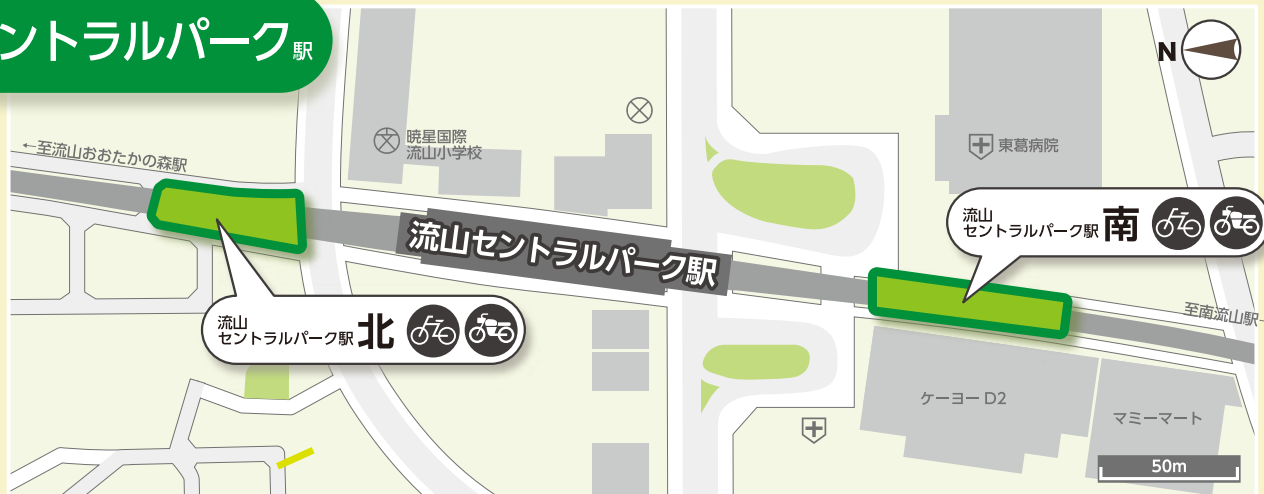 ントラルパーク駅
N
←至流山おおたかの森駅
暁星国際
流山小学校
東葛病院
流山
セントラルパーク駅 南
流山セントラルパーク駅
至南流山駅→
流山
セントラルパーク駅 北
ケーヨーD2
マミーマート
50m